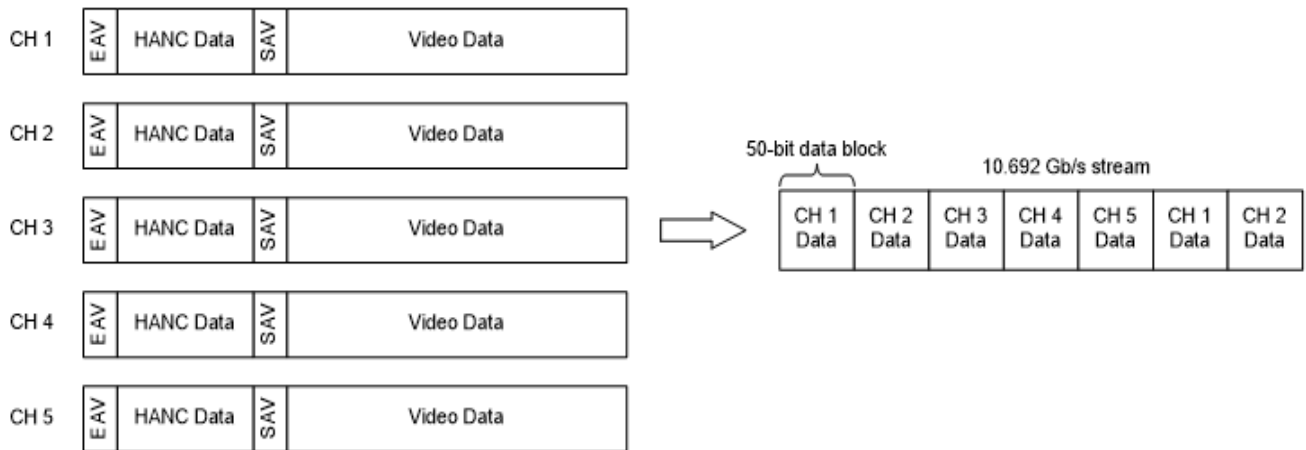 CH 1 EAV HANC Data SAV Video Data
CH 2 EAV HANC Data SAV Video Data
CH 3 EAV HANC Data SAV Video Data
CH 4 EAV HANC Data SAV Video Data
CH 5 EAV HANC Data SAV Video Data
50-bit data block
10.692 Gb/s stream
CH 1 CH 2 CH 3 CH 4 CH 5 CH 1 CH 2
Data Data Data Data Data Data Data